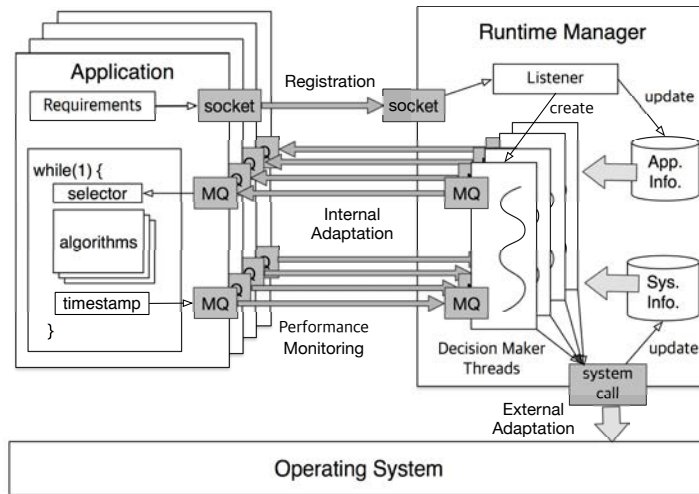 Application
Requirements
socket
Registration
socket
Runtime Manager
Listener
create
update
App.
Info.
while(1) {
selector
algorithms
timestamp
}
Q
Q
Q
MQ
MQ
Internal
Adaptation
Q
Q
Q
MQ
MQ
Performance
Monitoring
Sys.
Info.
update
Decision Maker
Threads
system
call
External
Adaptation
Operating System